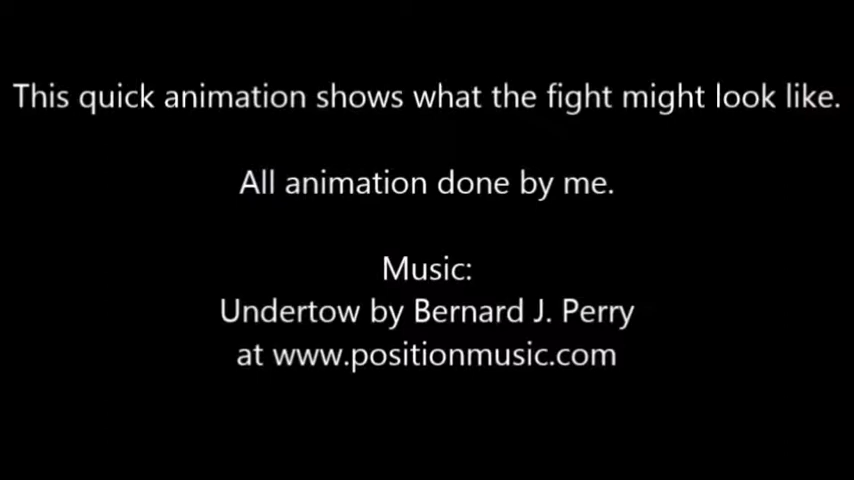 This quick animation shows what the fight might look like.
All animation done by me.
Music:
Undertow by Bernard J. Perry
at www.positionmusic.com